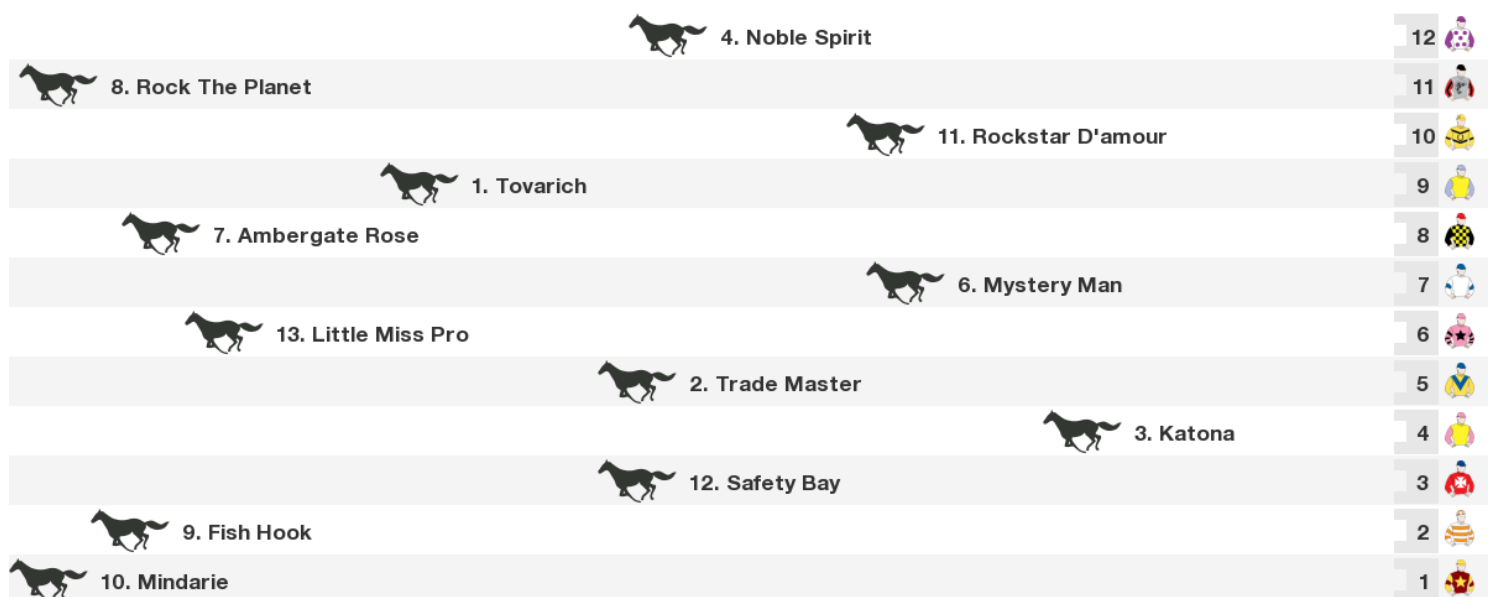 4. Noble Spirit 12
8. Rock The Planet 11
11. Rockstar D'amour 10
1. Tovarich 9
7. Ambergate Rose 8
6. Mystery Man 7
13. Little Miss Pro 6
2. Trade Master 5
3. Katona 4
12. Safety Bay 3
9. Fish Hook 2
10. Mindarie 1